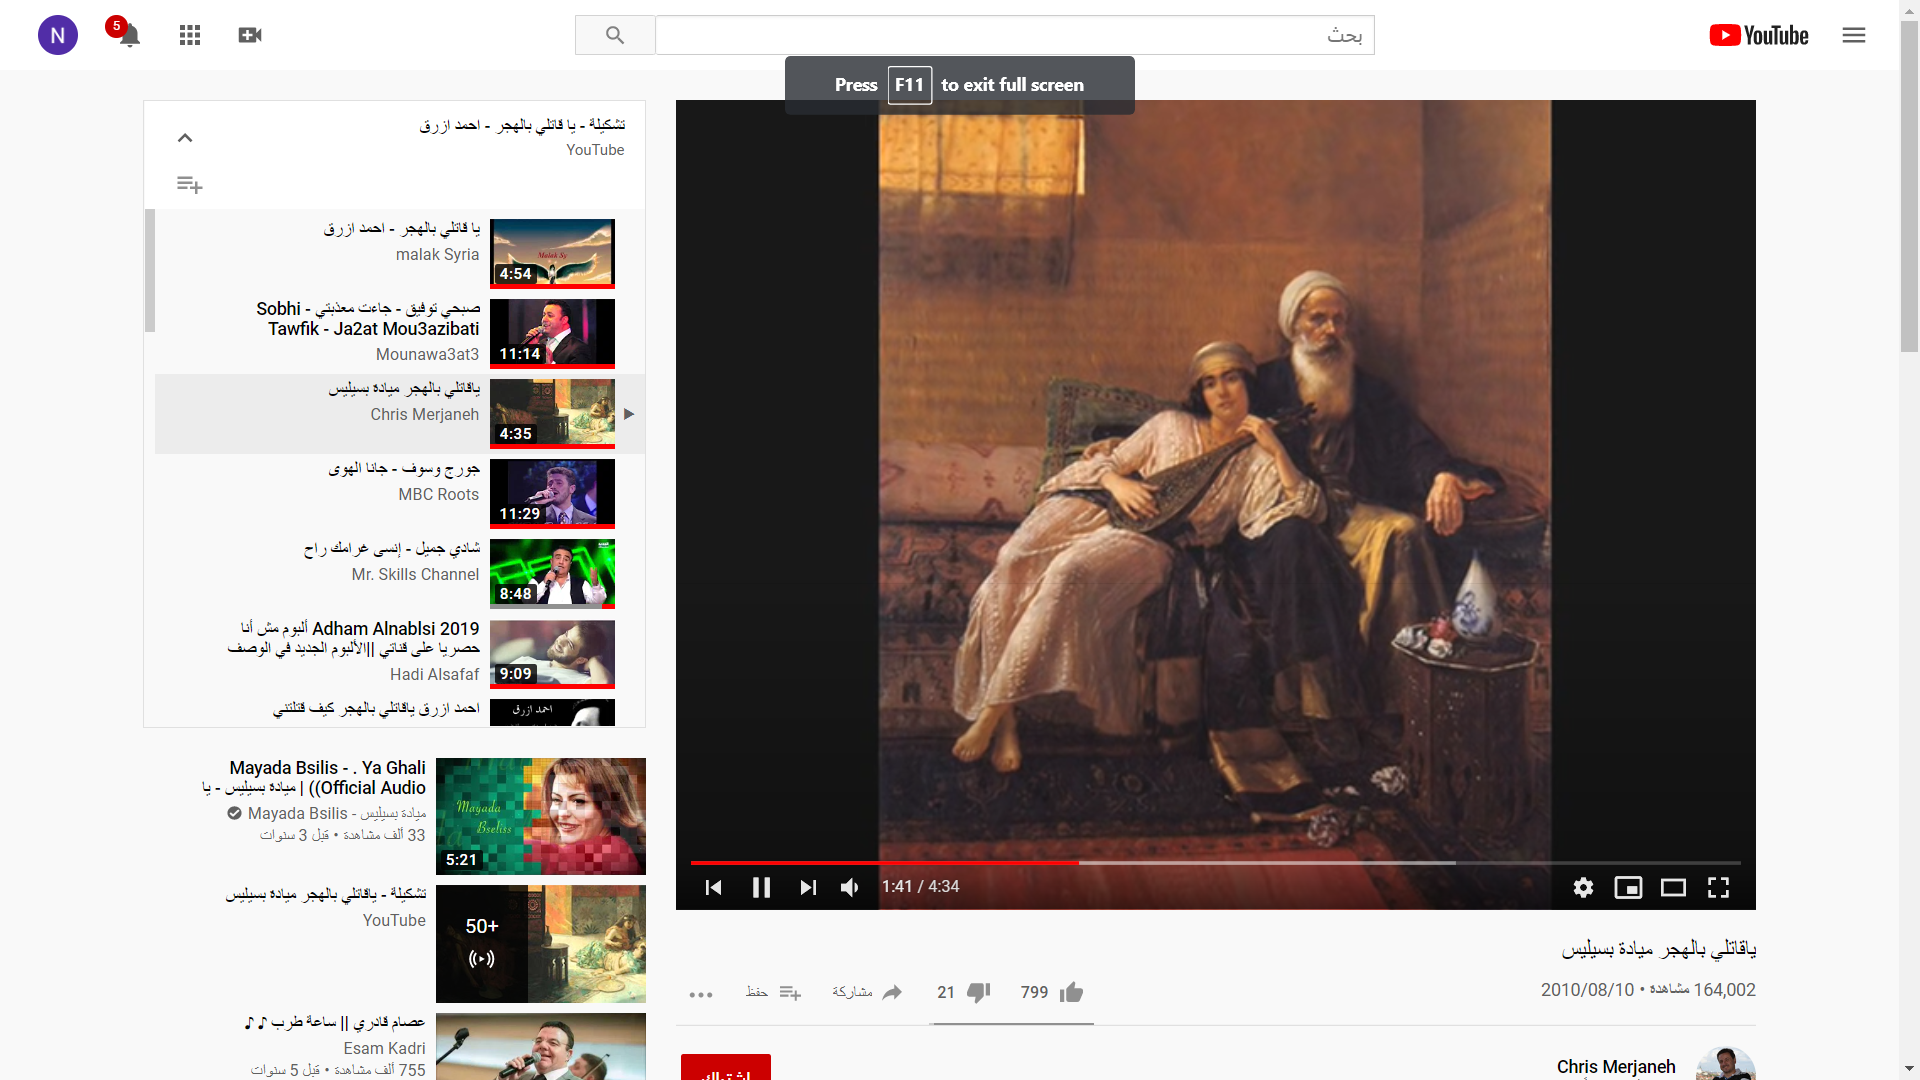 N
5
بحث
YouTube
Press F11 to exit full screen
تشكيلة - يا قاتلي بالهجر - احمد ازرق
YouTube
يا قاتلي بالهجر - احمد ازرق
malak Syria
Malak Sy
4:54
صبحي توفيق - جاءت معذبتي - Sobhi
Tawfik - Ja2at Mou3azibati
Mounawa3at3
11:14
ياقاتلي بالهجر ميادة بسيليس
Chris Merjaneh
4:35
جورج وسوف - جانا الهوى
MBC Roots
11:29
شادي جميل - إنسى غرامك راح
Mr. Skills Channel
8:48
Adham Alnablsi 2019 ألبوم مش أنا
حصريا على قناتي ||الألبوم الجديد في الوصف
Hadi Alsafaf
9:09
احمد ازرق ياقاتلي بالهجر كيف قتلتني
احمد ازرق
Mayada Bsilis - . Ya Ghali
((Official Audio | ميادة بسيليس - يا
ميادة بسيليس - Mayada Bsilis
33 ألف مشاهدة • قبل 3 سنوات
Mayada
Bseliss
5:21
تشكيلة - ياقاتلي بالهجر ميادة بسيليس
YouTube
50+
عصام قادري || ساعة طرب ♪ ♪
Esam Kadri
755 ألف مشاهدة • قبل 5 سنوات
1:41 / 4:34
ياقاتلي بالهجر ميادة بسيليس
164,002 مشاهدة • 2010/08/10
799
21
مشاركة
حفظ
Chris Merjaneh
اشتراك